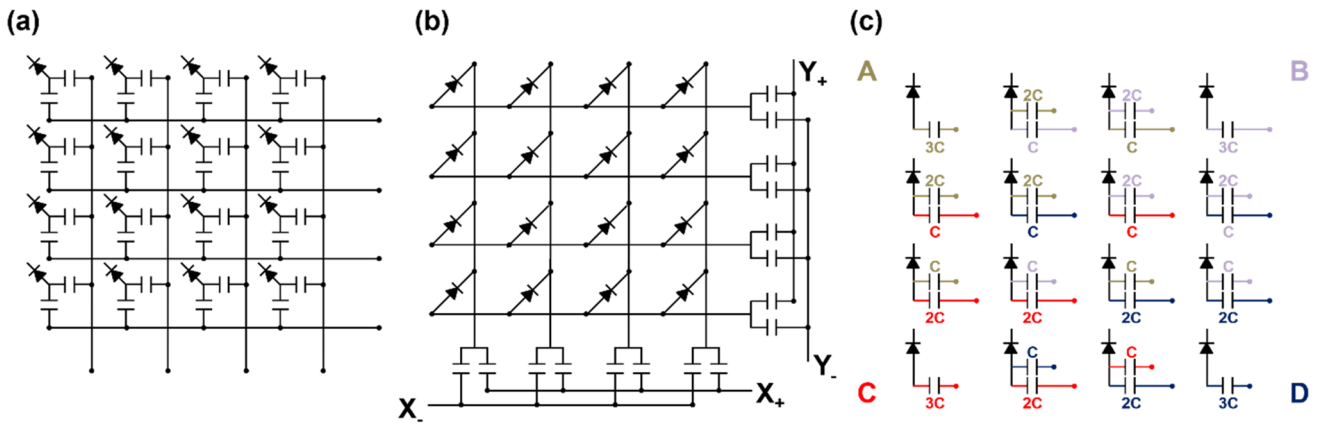 (a)
(b)
Y₊
Y₋
X₊
X₋
(c)
A B
2C 2C
3C C C 3C
2C 2C 2C 2C
C C C C
C C C C
2C 2C 2C 2C
C C
C D
3C 2C 2C 3C